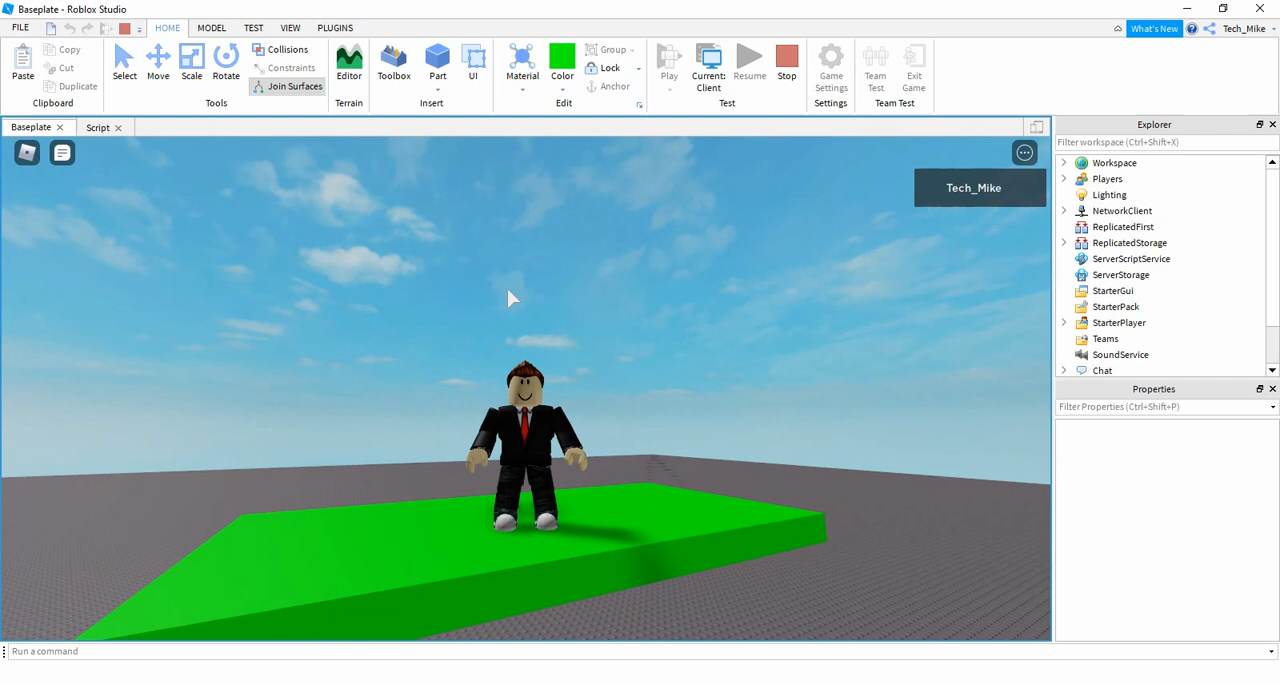 Baseplate - Roblox Studio
FILE HOME MODEL TEST VIEW PLUGINS What's New Tech_Mike
Paste Copy Cut Duplicate Clipboard
Select Move Scale Rotate Collisions Constraints Join Surfaces Tools
Editor Terrain
Toolbox Part UI Insert
Material Color Group Lock Anchor Edit
Play Current: Client Resume Stop Test
Game Settings Settings
Team Test Exit Game Team Test
Baseplate Script
Tech_Mike
Explorer
Filter workspace (Ctrl+Shift+X)
Workspace
Players
Lighting
NetworkClient
ReplicatedFirst
ReplicatedStorage
ServerScriptService
ServerStorage
StarterGui
StarterPack
StarterPlayer
Teams
SoundService
Chat
Properties
Filter Properties (Ctrl+Shift+P)
Run a command